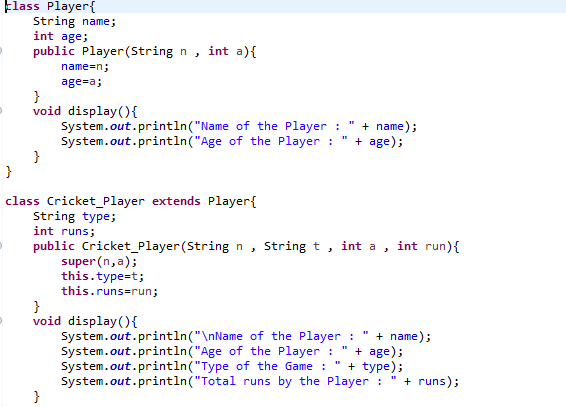 class Player{
    String name;
    int age;
    public Player(String n , int a){
        name=n;
        age=a;
    }
    void display(){
        System.out.println("Name of the Player : " + name);
        System.out.println("Age of the Player : " + age);
    }
}

class Cricket_Player extends Player{
    String type;
    int runs;
    public Cricket_Player(String n , String t , int a , int run){
        super(n,a);
        this.type=t;
        this.runs=run;
    }
    void display(){
        System.out.println("\nName of the Player : " + name);
        System.out.println("Age of the Player : " + age);
        System.out.println("Type of the Game : " + type);
        System.out.println("Total runs by the Player : " + runs);
    }